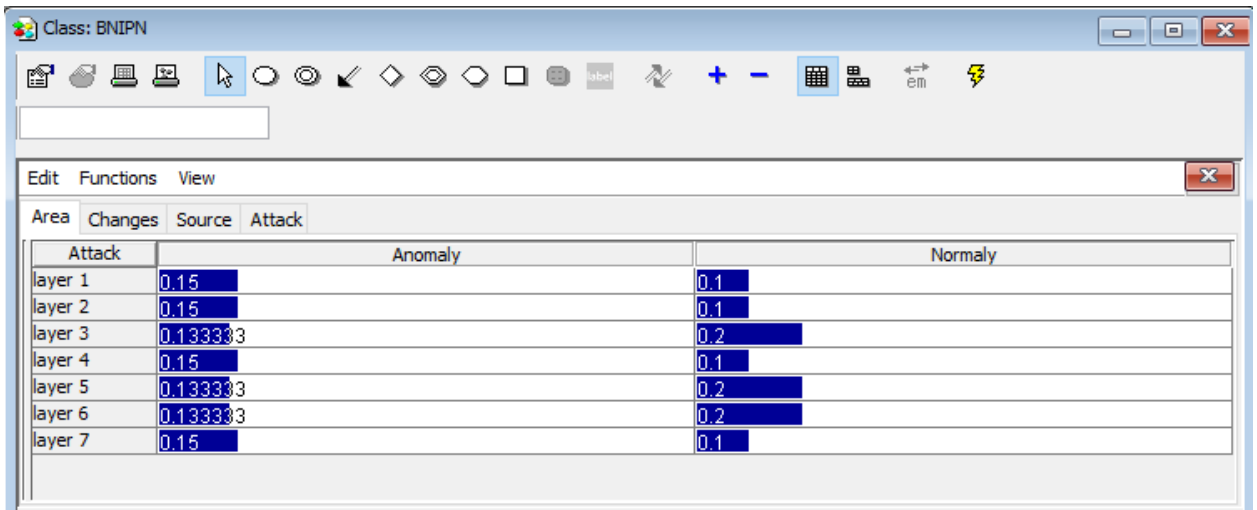 Class: BNIPN
label
em
Edit Functions View
Area Changes Source Attack
Attack Anomaly Normaly
layer 1 0.15 0.1
layer 2 0.15 0.1
layer 3 0.133333 0.2
layer 4 0.15 0.1
layer 5 0.133333 0.2
layer 6 0.133333 0.2
layer 7 0.15 0.1